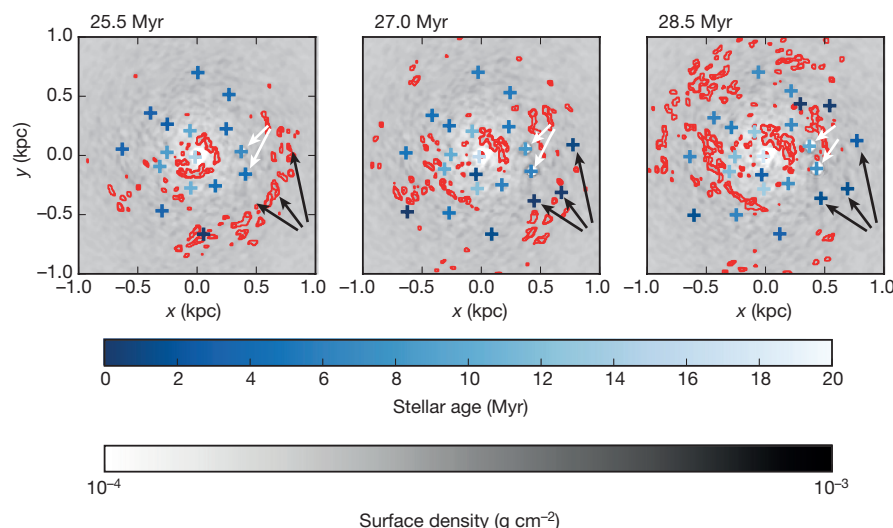 25.5 Myr 27.0 Myr 28.5 Myr
1.0
0.5
0.0
−0.5
−1.0
y (kpc)
−1.0 −0.5 0.0 0.5 1.0 −1.0 −0.5 0.0 0.5 1.0 −1.0 −0.5 0.0 0.5 1.0
x (kpc) x (kpc) x (kpc)
0 2 4 6 8 10 12 14 16 18 20
Stellar age (Myr)
10⁻⁴ 10⁻³
Surface density (g cm⁻²)